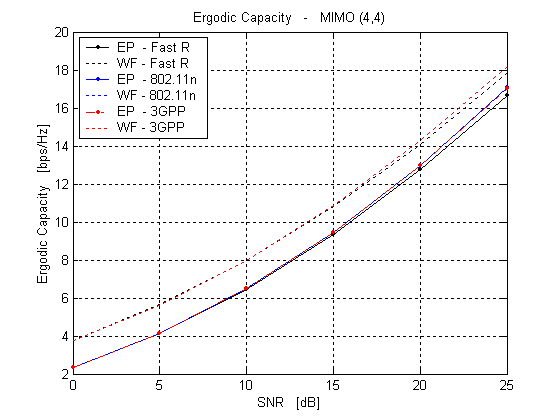 Ergodic Capacity - MIMO (4,4)
EP - Fast R
WF - Fast R
EP - 802.11n
WF - 802.11n
EP - 3GPP
WF - 3GPP
Ergodic Capacity [bps/Hz]
20
18
16
14
12
10
8
6
4
2
0 5 10 15 20 25
SNR [dB]